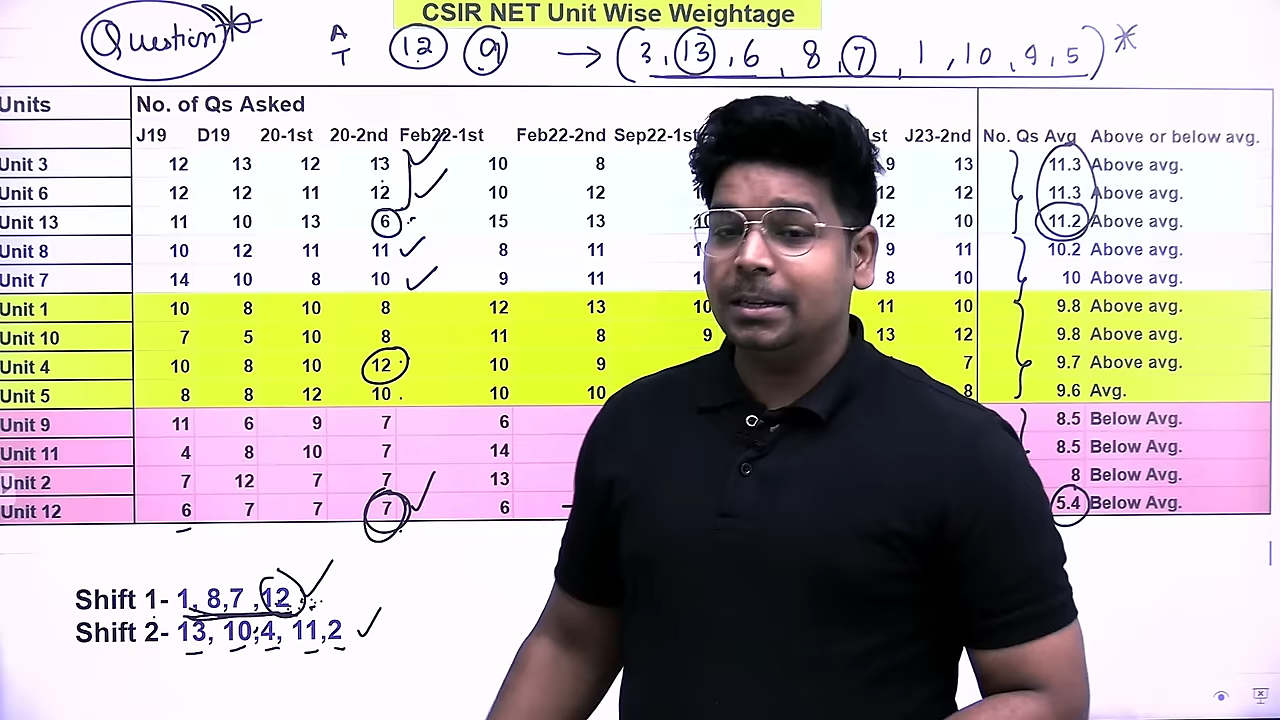 CSIR NET Unit Wise Weightage
Question
A
T
12 9 → (3, 13, 6, 8, 7, 1, 10, 9, 5)
Units No. of Qs Asked
J19 D19 20-1st 20-2nd Feb22-1st Feb22-2nd Sep22-1st 1st J23-2nd No. Qs Avg Above or below avg.
Unit 3 12 13 12 13 10 8 9 13 11.3 Above avg.
Unit 6 12 12 11 12 10 12 12 12 11.3 Above avg.
Unit 13 11 10 13 6 15 13 10 12 10 11.2 Above avg.
Unit 8 10 12 11 11 8 11 9 11 10.2 Above avg.
Unit 7 14 10 8 10 9 11 8 10 10 Above avg.
Unit 1 10 8 10 8 12 13 10 11 10 9.8 Above avg.
Unit 10 7 5 10 8 11 8 9 13 12 9.8 Above avg.
Unit 4 10 8 10 12 10 9 7 9.7 Above avg.
Unit 5 8 8 12 10 10 10 8 9.6 Avg.
Unit 9 11 6 9 7 6 8.5 Below Avg.
Unit 11 4 8 10 7 14 8.5 Below Avg.
Unit 2 7 12 7 7 13 8 Below Avg.
Unit 12 6 7 7 7 6 5.4 Below Avg.
Shift 1- 1, 8,7 ,12
Shift 2- 13, 10,4, 11,2